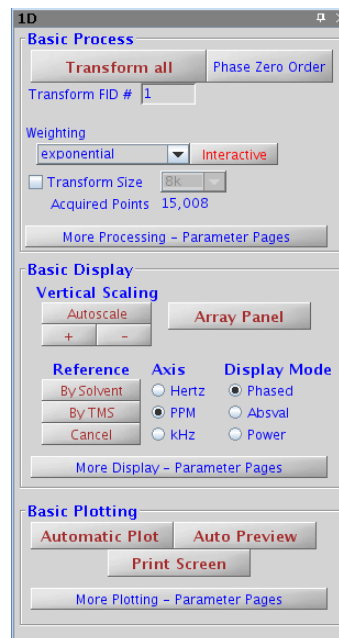 1D
Basic Process
Transform all Phase Zero Order
Transform FID # 1
Weighting
exponential Interactive
Transform Size 8k
Acquired Points 15,008
More Processing - Parameter Pages
Basic Display
Vertical Scaling
Autoscale
+ -
Array Panel
Reference Axis Display Mode
By Solvent Hertz Phased
By TMS PPM Absval
Cancel kHz Power
More Display - Parameter Pages
Basic Plotting
Automatic Plot Auto Preview
Print Screen
More Plotting - Parameter Pages